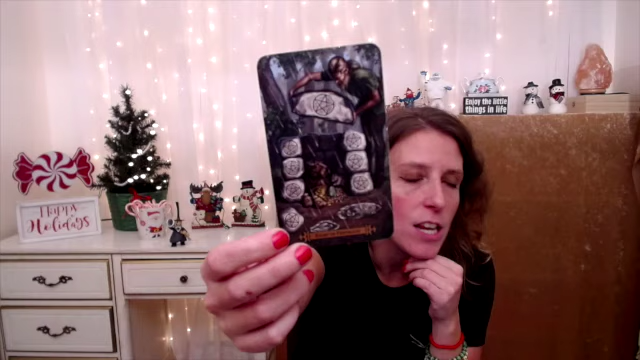 Happy
Holidays
Enjoy the little
things in life